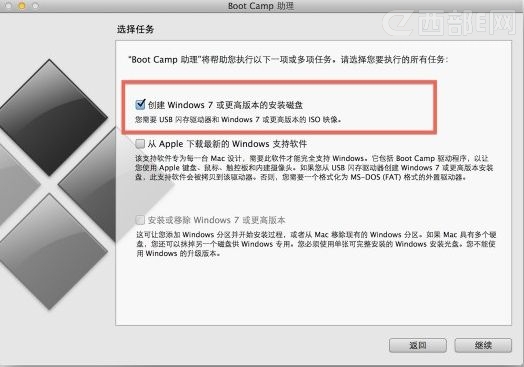 Boot Camp 助理
E西部E网
选择任务
“Boot Camp 助理”将帮助您执行以下一项或多项任务。请选择您要执行的所有任务：
创建 Windows 7 或更高版本的安装磁盘
您需要 USB 闪存驱动器和 Windows 7 或更高版本的 ISO 映像。
从 Apple 下载最新的 Windows 支持软件
该支持软件专为每一台 Mac 设计，需要此软件才能完全支持 Windows。它包括 Boot Camp 驱动程序，以让
您使用 Apple 键盘、鼠标、触控板和内建摄像头。如果您从 USB 闪存驱动器创建 Windows 7 或更高版本安装
盘，此支持软件会被拷贝到该驱动器。否则，您需要一个格式化为 MS-DOS (FAT) 格式的外置驱动器。
安装或移除 Windows 7 或更高版本
这可让您添加 Windows 分区并开始安装过程，或者从 Mac 移除现有的 Windows 分区。如果 Mac 具有多个硬
盘，您还可以抹掉另一个磁盘供 Windows 专用。您必须使用单张可完整安装的 Windows 安装光盘。您不能使
用 Windows 的升级版本。
返回
继续